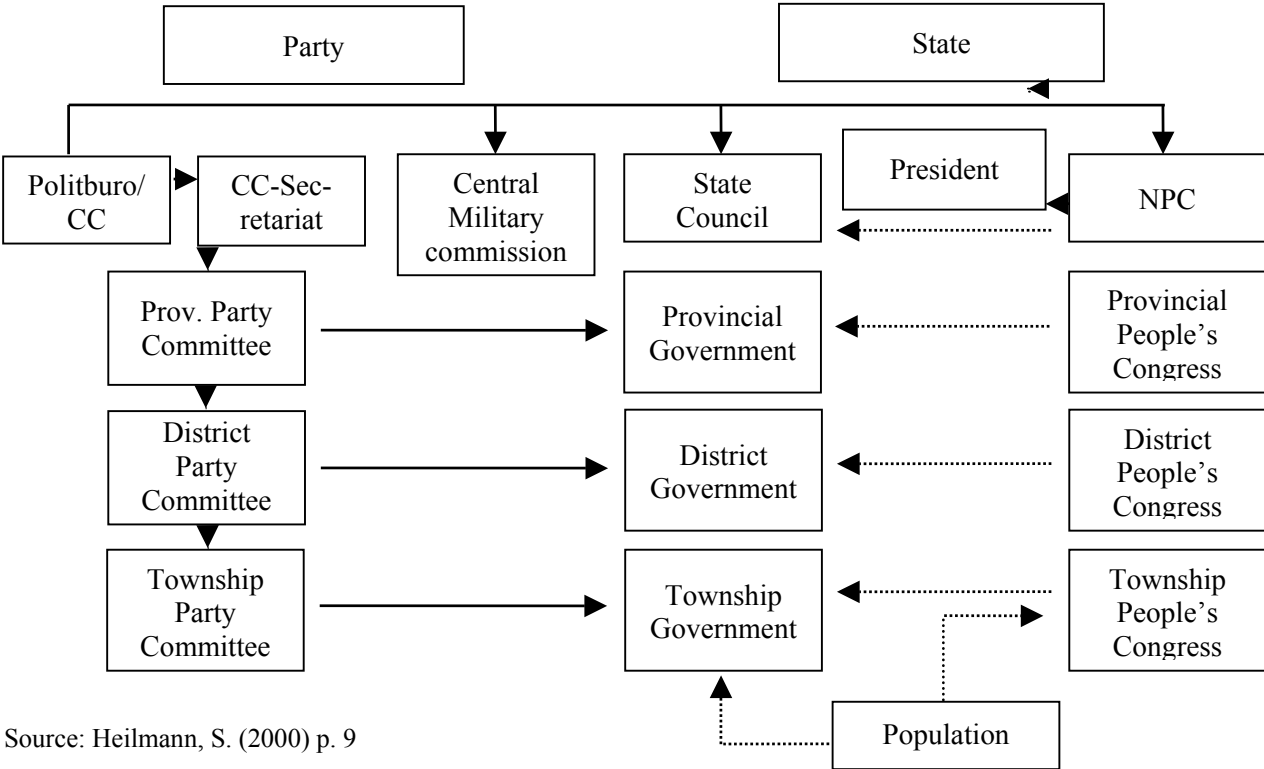 Party
State
Politburo/
CC
CC-Sec-
retariat
Central
Military
commission
State
Council
President
NPC
Prov. Party
Committee
Provincial
Government
Provincial
People’s
Congress
District
Party
Committee
District
Government
District
People’s
Congress
Township
Party
Committee
Township
Government
Township
People’s
Congress
Population
Source: Heilmann, S. (2000) p. 9